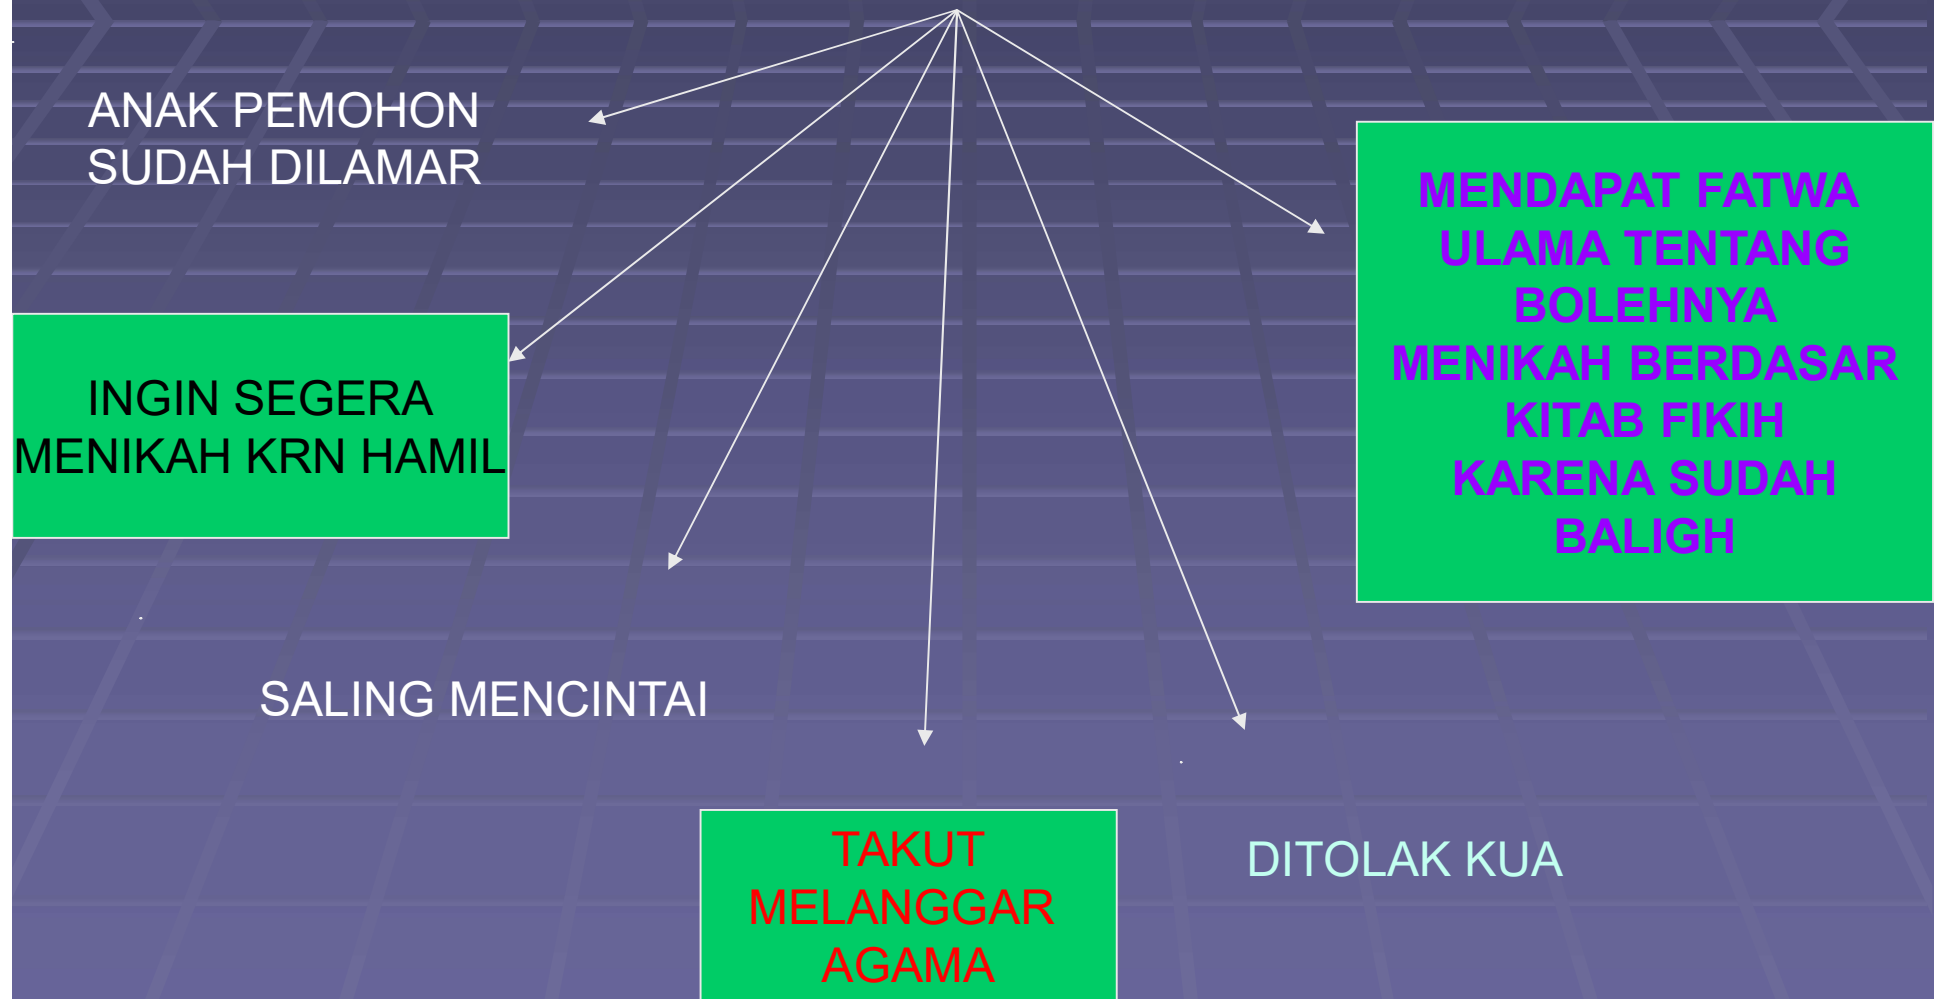 ANAK PEMOHON
SUDAH DILAMAR
MENDAPAT FATWA
ULAMA TENTANG
BOLEHNYA
MENIKAH BERDASAR
KITAB FIKIH
KARENA SUDAH
BALIGH
INGIN SEGERA
MENIKAH KRN HAMIL
SALING MENCINTAI
TAKUT
MELANGGAR
AGAMA
DITOLAK KUA